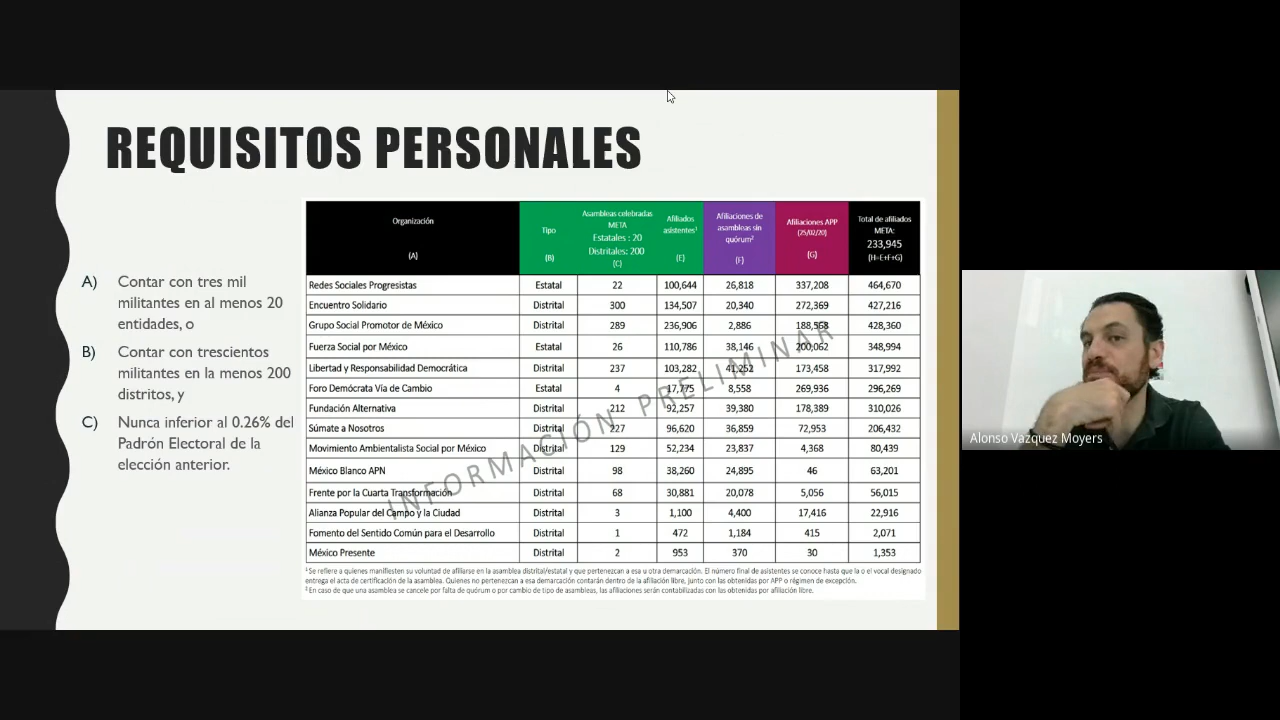 REQUISITOS PERSONALES
A) Contar con tres mil
militantes en al menos 20
entidades, o
B) Contar con trescientos
militantes en la menos 200
distritos, y
C) Nunca inferior al 0.26% del
Padrón Electoral de la
elección anterior.
Organización
(A)
Tipo
(B)
Asambleas celebradas
META
Estatales : 20
Distritales: 200
(C)
Afiliados
asistentes¹
(E)
Afiliaciones de
asambleas sin
quórum²
(F)
Afiliaciones APP
(25/02/20)
(G)
Total de afiliados
META:
233,945
(H=E+F+G)
Redes Sociales Progresistas Estatal 22 100,644 26,818 337,208 464,670
Encuentro Solidario Distrital 300 134,507 20,340 272,369 427,216
Grupo Social Promotor de México Distrital 289 236,906 2,886 188,568 428,360
Fuerza Social por México Estatal 26 110,786 38,146 200,062 348,994
Libertad y Responsabilidad Democrática Distrital 237 103,282 41,252 173,458 317,992
Foro Demócrata Vía de Cambio Estatal 4 17,775 8,558 269,936 296,269
Fundación Alternativa Distrital 212 92,257 39,380 178,389 310,026
Súmate a Nosotros Distrital 227 96,620 36,859 72,953 206,432
Movimiento Ambientalista Social por México Distrital 129 52,234 23,837 4,368 80,439
México Blanco APN Distrital 98 38,260 24,895 46 63,201
Frente por la Cuarta Transformación Distrital 68 30,881 20,078 5,056 56,015
Alianza Popular del Campo y la Ciudad Distrital 3 1,100 4,400 17,416 22,916
Fomento del Sentido Común para el Desarrollo Distrital 1 472 1,184 415 2,071
México Presente Distrital 2 953 370 30 1,353
INFORMACIÓN PRELIMINAR
¹ Se refiere a quienes manifiesten su voluntad de afiliarse en la asamblea distrital/estatal y que pertenezcan a esa u otra demarcación. El número final de asistentes se conoce hasta que la o el vocal designado
entrega el acta de certificación de la asamblea. Quienes no pertenezcan a esa demarcación contarán dentro de la afiliación libre, junto con las obtenidas por APP o régimen de excepción.
² En caso de que una asamblea se cancele por falta de quórum o por cambio de tipo de asambleas, las afiliaciones serán contabilizadas con las obtenidas por afiliación libre.
Alonso Vazquez Moyers